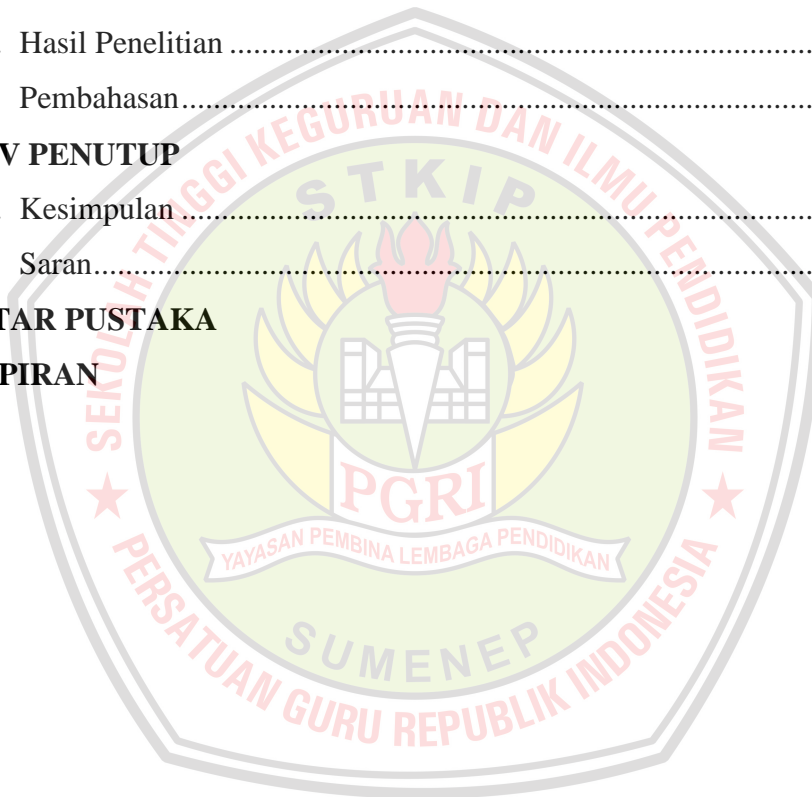 . Hasil Penelitian ........................................................................
Pembahasan..............................................................................
V PENUTUP
. Kesimpulan ..............................................................................
Saran.........................................................................................
TAR PUSTAKA
PIRAN
SEKOLAH TINGGI KEGURUAN DAN ILMU PENDIDIKAN
STKIP
PGRI
YAYASAN PEMBINA LEMBAGA PENDIDIKAN
SUMENEP
★ PERSATUAN GURU REPUBLIK INDONESIA ★